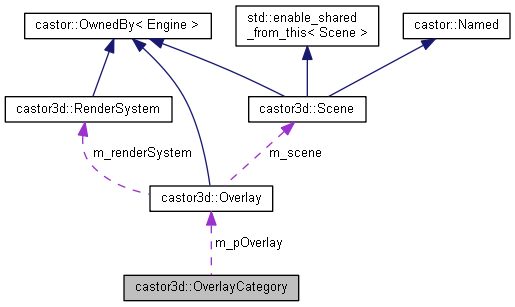 castor::OwnedBy< Engine >
std::enable_shared
_from_this< Scene >
castor::Named
castor3d::RenderSystem
castor3d::Scene
m_renderSystem
m_scene
castor3d::Overlay
m_pOverlay
castor3d::OverlayCategory